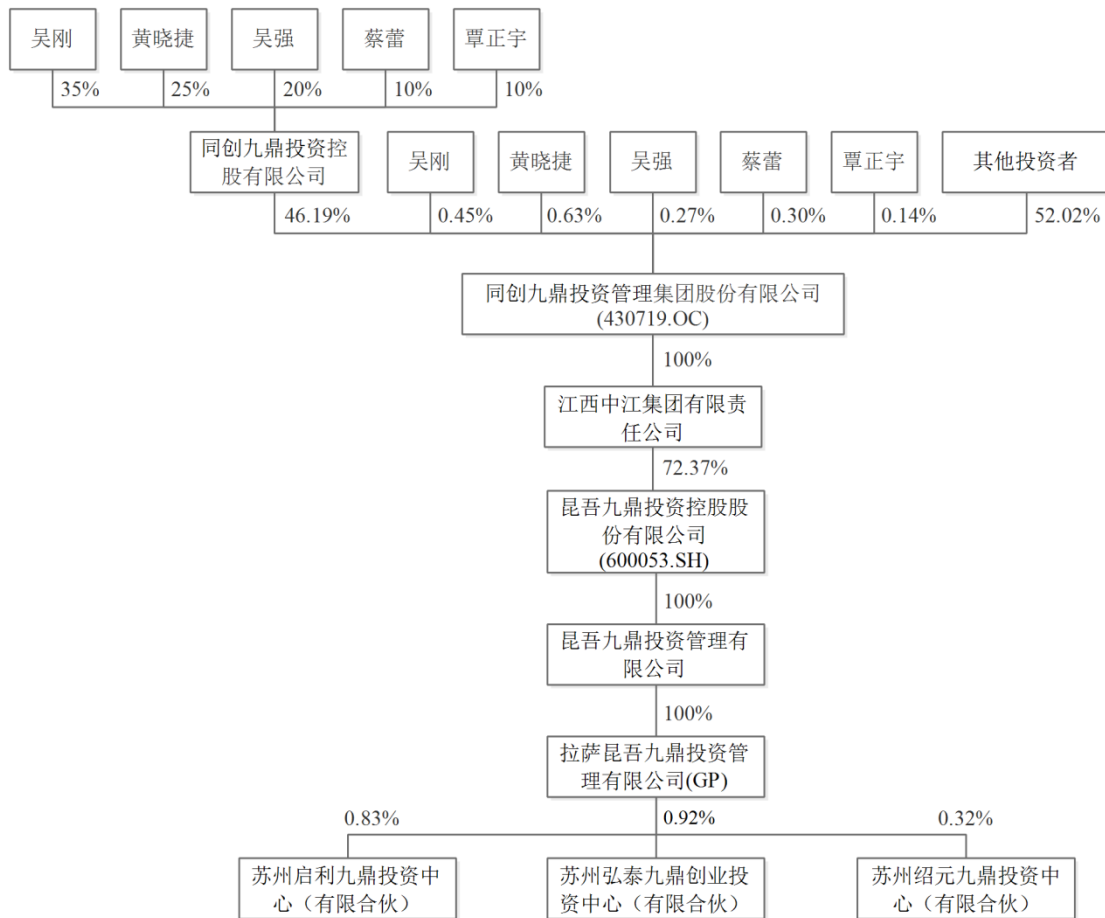 吴刚
黄晓捷
吴强
蔡蕾
覃正宇
35%
25%
20%
10%
10%
同创九鼎投资控
股有限公司
吴刚
黄晓捷
吴强
蔡蕾
覃正宇
其他投资者
46.19%
0.45%
0.63%
0.27%
0.30%
0.14%
52.02%
同创九鼎投资管理集团股份有限公司
(430719.OC)
100%
江西中江集团有限责
任公司
72.37%
昆吾九鼎投资控股股
份有限公司
(600053.SH)
100%
昆吾九鼎投资管理有
限公司
100%
拉萨昆吾九鼎投资管
理有限公司(GP)
0.83%
0.92%
0.32%
苏州启利九鼎投资中
心（有限合伙）
苏州弘泰九鼎创业投
资中心（有限合伙）
苏州绍元九鼎投资中
心（有限合伙）